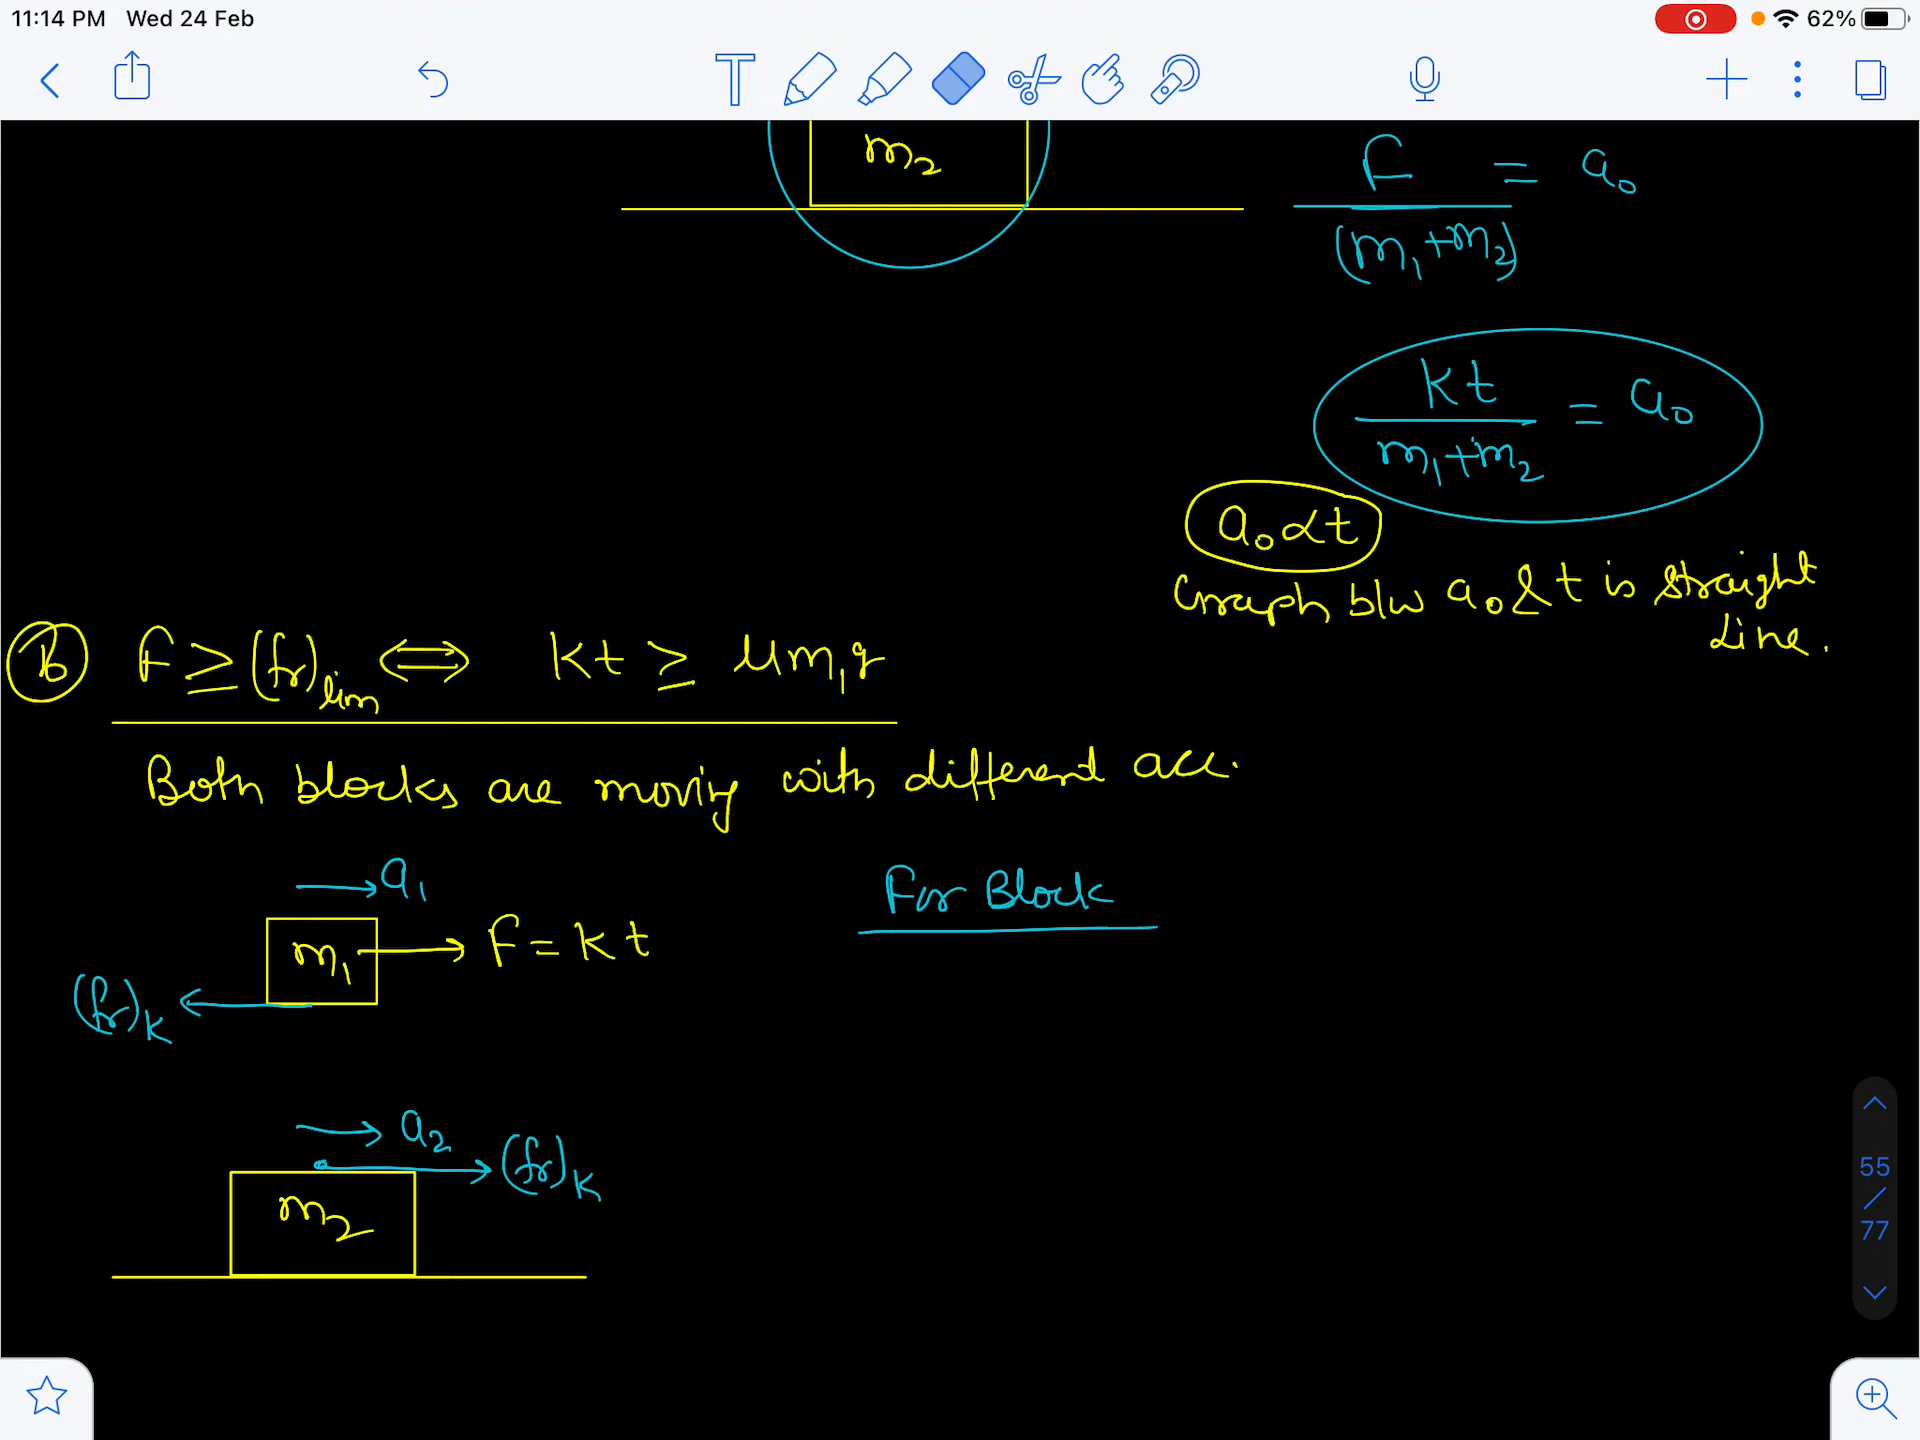 11:14 PM Wed 24 Feb
62%
T
m₂
F / (m₁+m₂) = a₀
kt / m₁+m₂ = a₀
a₀ ∝ t
Graph b/w a₀ & t is straight
Line.
(b) F ≥ (fr)lim ⟺ kt ≥ μm₁g
Both blocks are moving with different acc.
→ a₁
For Block
m₁ → F = kt
(fr)k
→ a₂
(fr)k
m₂
55
/
77